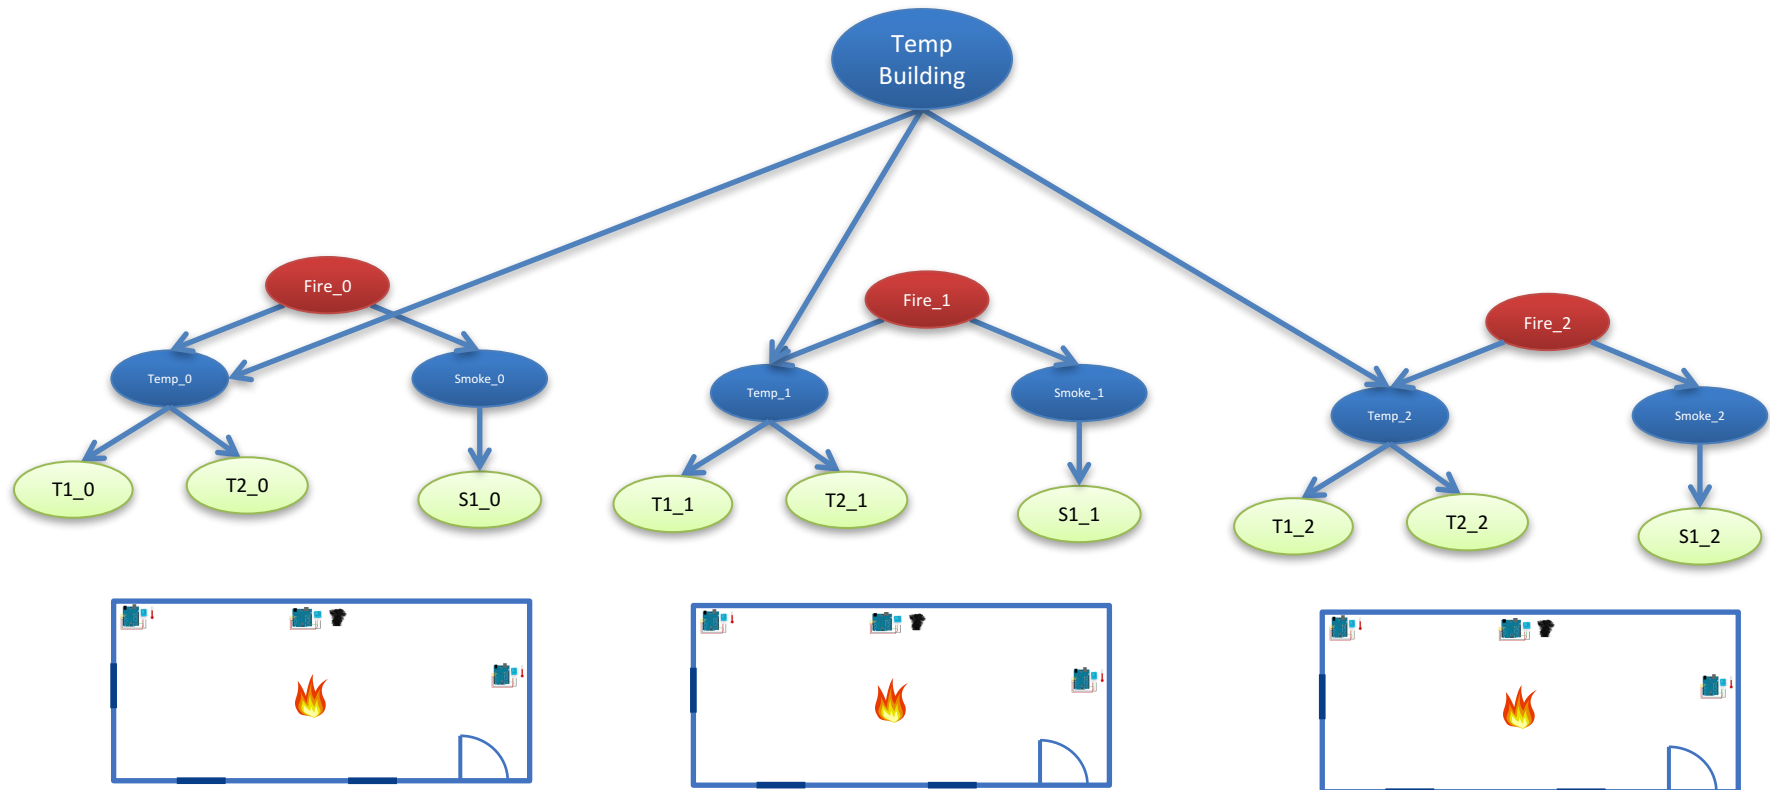 Temp
Building
Fire_0
Fire_1
Fire_2
Temp_0
Smoke_0
Temp_1
Smoke_1
Temp_2
Smoke_2
T1_0
T2_0
S1_0
T1_1
T2_1
S1_1
T1_2
T2_2
S1_2